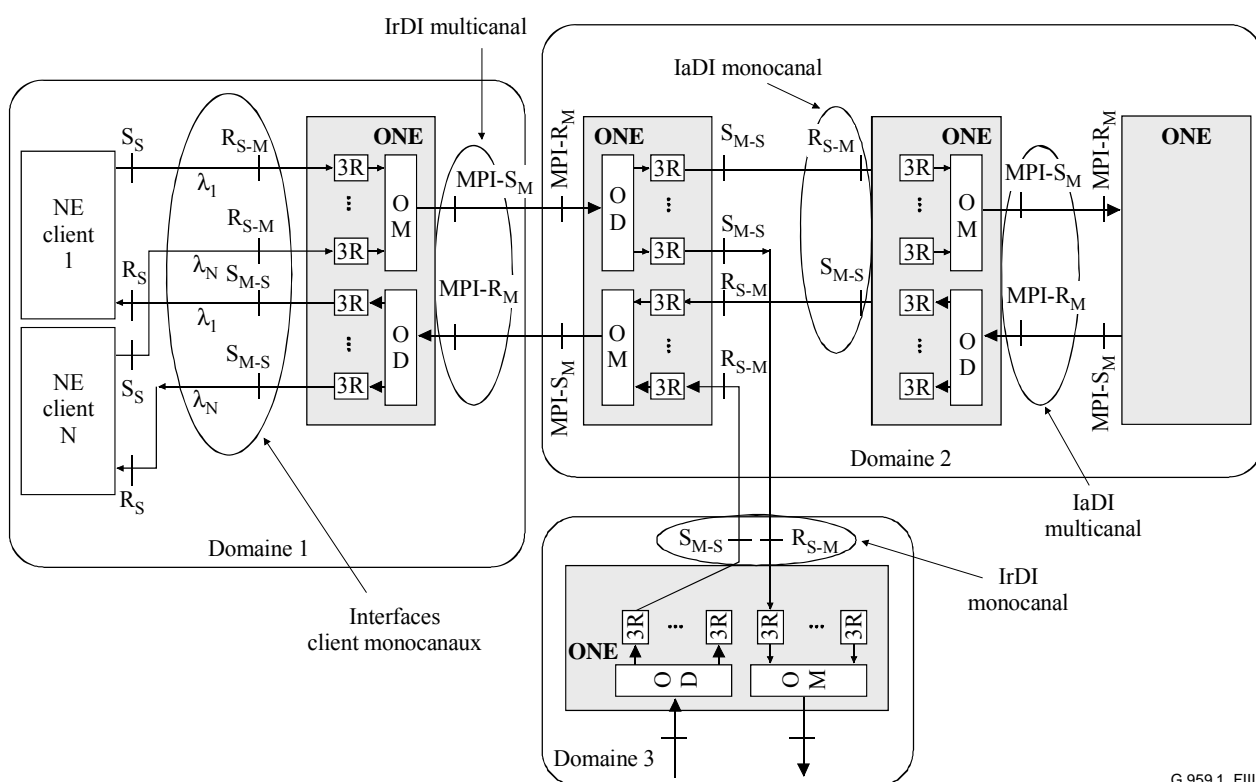 IrDI multicanal
IaDI monocanal
S_S
R_S-M
λ_1
NE
client
1
R_S-M
λ_N
R_S
S_M-S
λ_1
NE
client
N
S_S
S_M-S
λ_N
R_S
ONE
3R
...
3R
O
M
3R
...
3R
O
D
MPI-S_M
MPI-R_M
MPI-R_M
MPI-S_M
Domaine 1
Interfaces
client monocanaux
ONE
O
D
3R
...
3R
O
M
3R
...
3R
S_M-S
S_M-S
R_S-M
R_S-M
R_S-M
S_M-S
ONE
3R
...
3R
O
M
3R
...
3R
O
D
MPI-S_M
MPI-R_M
MPI-R_M
MPI-S_M
ONE
Domaine 2
IaDI
multicanal
S_M-S
R_S-M
IrDI
monocanal
3R
...
3R
3R
...
3R
ONE
O
D
O
M
Domaine 3